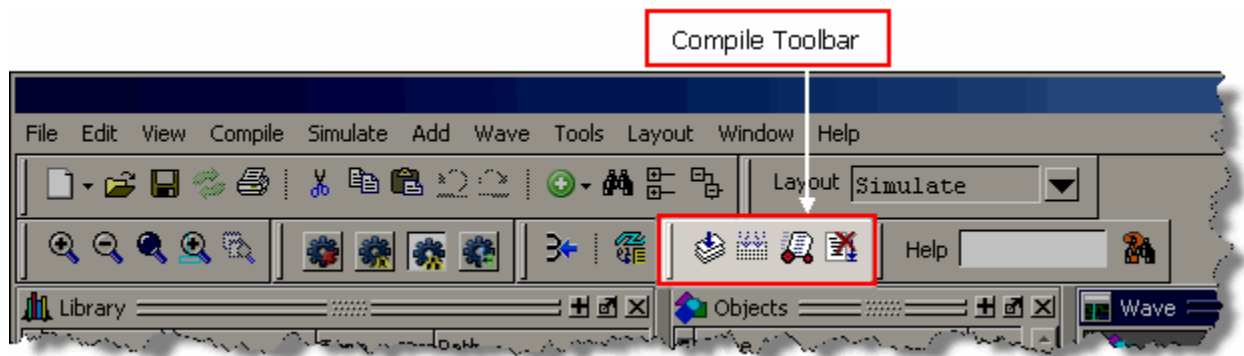 Compile Toolbar
File Edit View Compile Simulate Add Wave Tools Layout Window Help
Layout Simulate
Help
Library
Objects
Wave